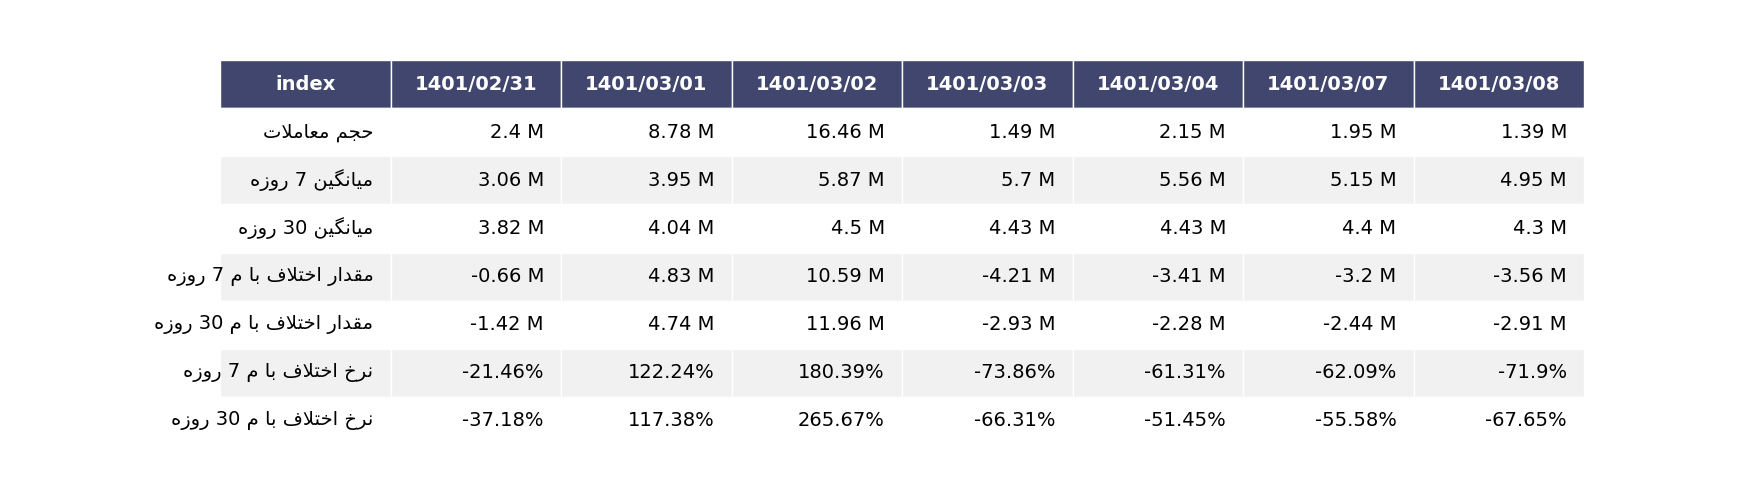 index 1401/02/31 1401/03/01 1401/03/02 1401/03/03 1401/03/04 1401/03/07 1401/03/08
حجم معاملات 2.4 M 8.78 M 16.46 M 1.49 M 2.15 M 1.95 M 1.39 M
میانگین 7 روزه 3.06 M 3.95 M 5.87 M 5.7 M 5.56 M 5.15 M 4.95 M
میانگین 30 روزه 3.82 M 4.04 M 4.5 M 4.43 M 4.43 M 4.4 M 4.3 M
مقدار اختلاف با م 7 روزه -0.66 M 4.83 M 10.59 M -4.21 M -3.41 M -3.2 M -3.56 M
مقدار اختلاف با م 30 روزه -1.42 M 4.74 M 11.96 M -2.93 M -2.28 M -2.44 M -2.91 M
نرخ اختلاف با م 7 روزه -21.46% 122.24% 180.39% -73.86% -61.31% -62.09% -71.9%
نرخ اختلاف با م 30 روزه -37.18% 117.38% 265.67% -66.31% -51.45% -55.58% -67.65%